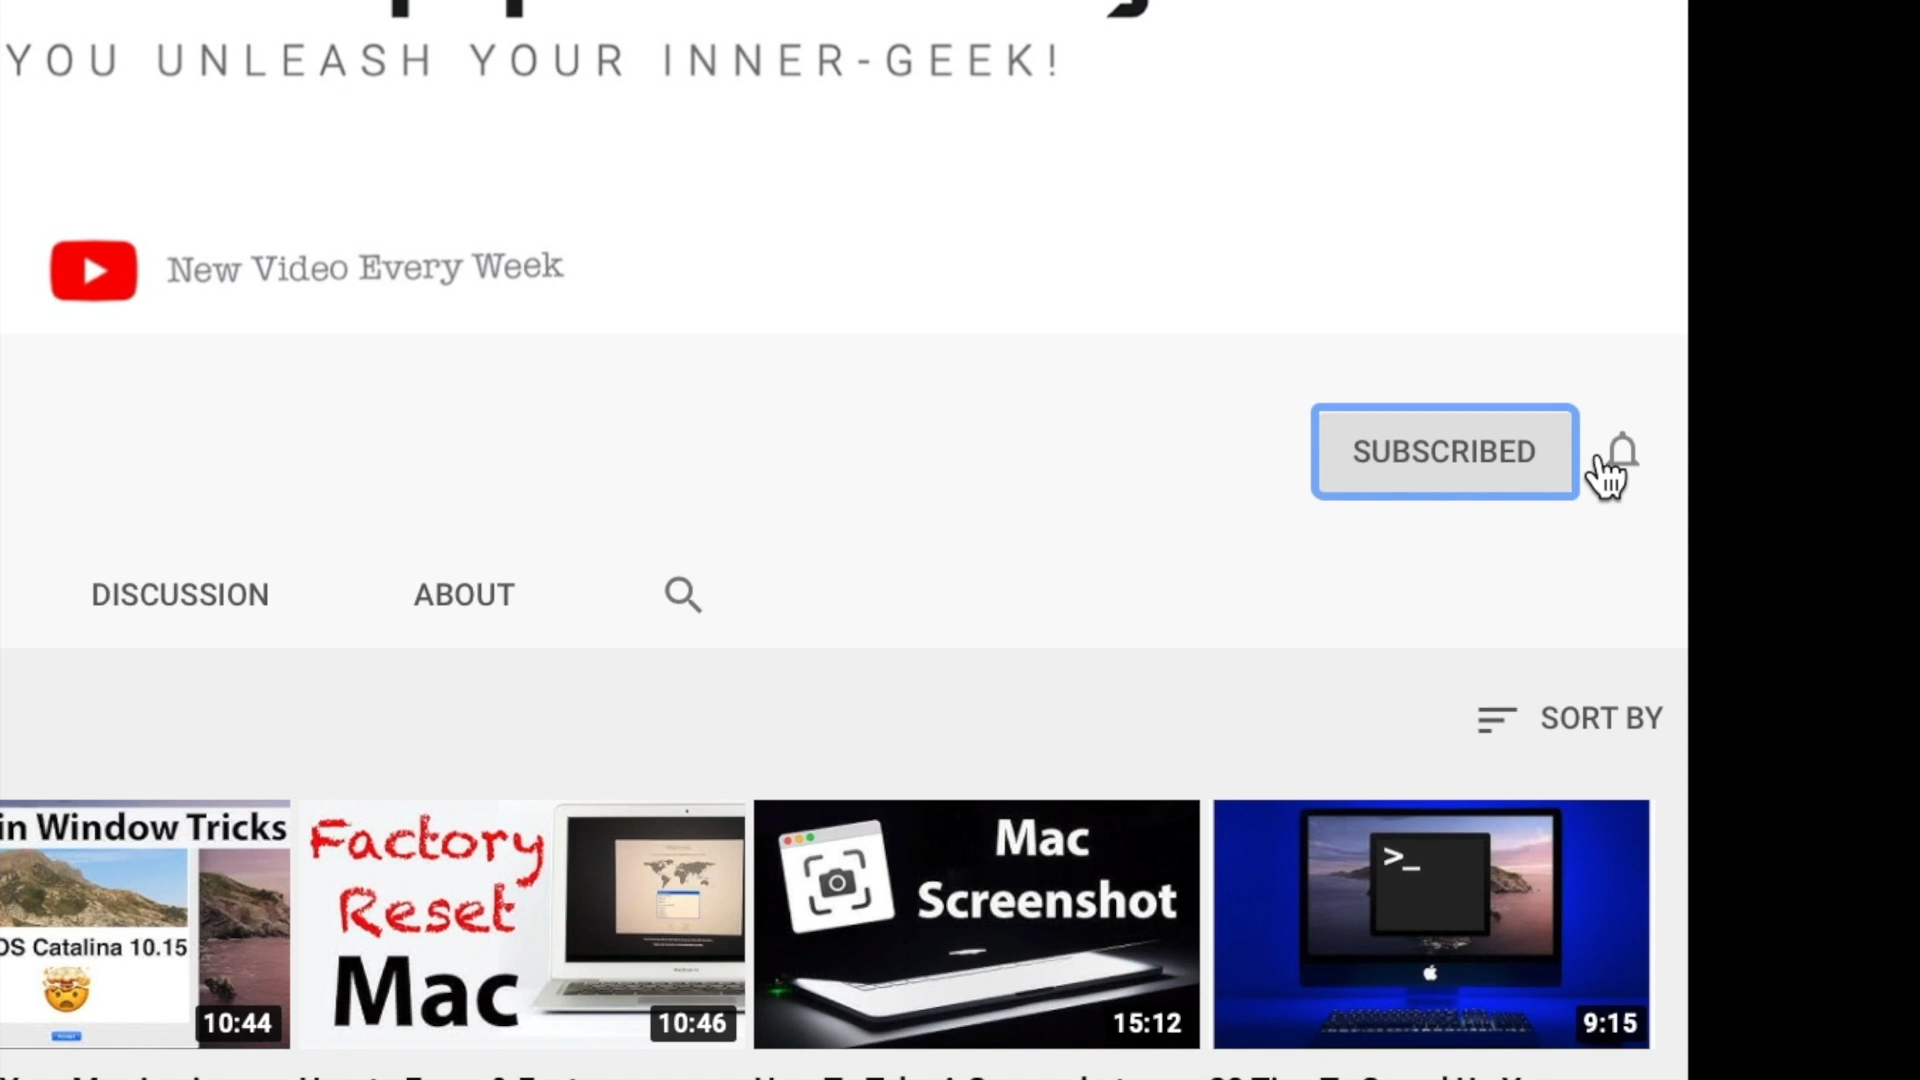 YOU UNLEASH YOUR INNER-GEEK!
New Video Every Week
SUBSCRIBED
DISCUSSION ABOUT
SORT BY
in Window Tricks
OS Catalina 10.15
10:44
Factory
Reset
Mac
10:46
Mac
Screenshot
15:12
>_
9:15